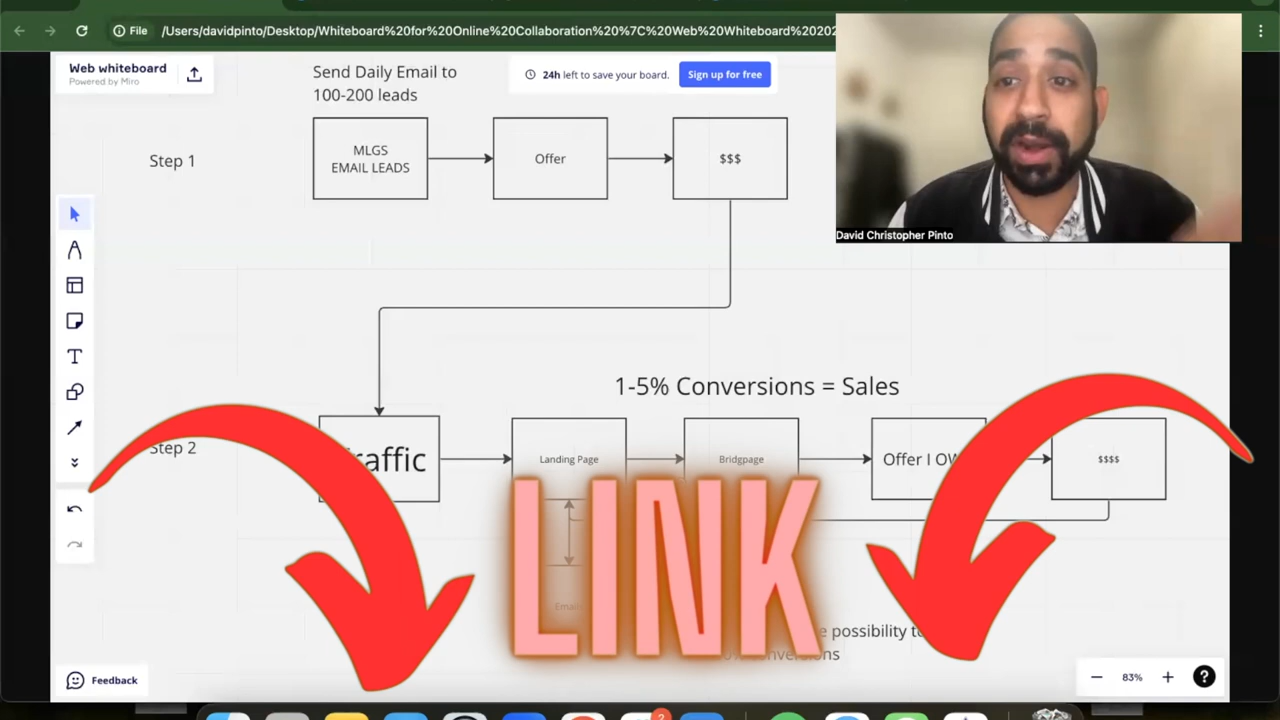 File
/Users/davidpinto/Desktop/Whiteboard%20for%20Online%20Collaboration%20%7C%20Web%20Whiteboard%20202
Web whiteboard
Powered by Miro
24h left to save your board.
Sign up for free
Send Daily Email to
100-200 leads
David Christopher Pinto
Step 1
MLGS
EMAIL LEADS
Offer
$$$
1-5% Conversions = Sales
Step 2
Landing Page
Bridgpage
Offer I
$$$$
LINK
possibility
Feedback
83%
?
2